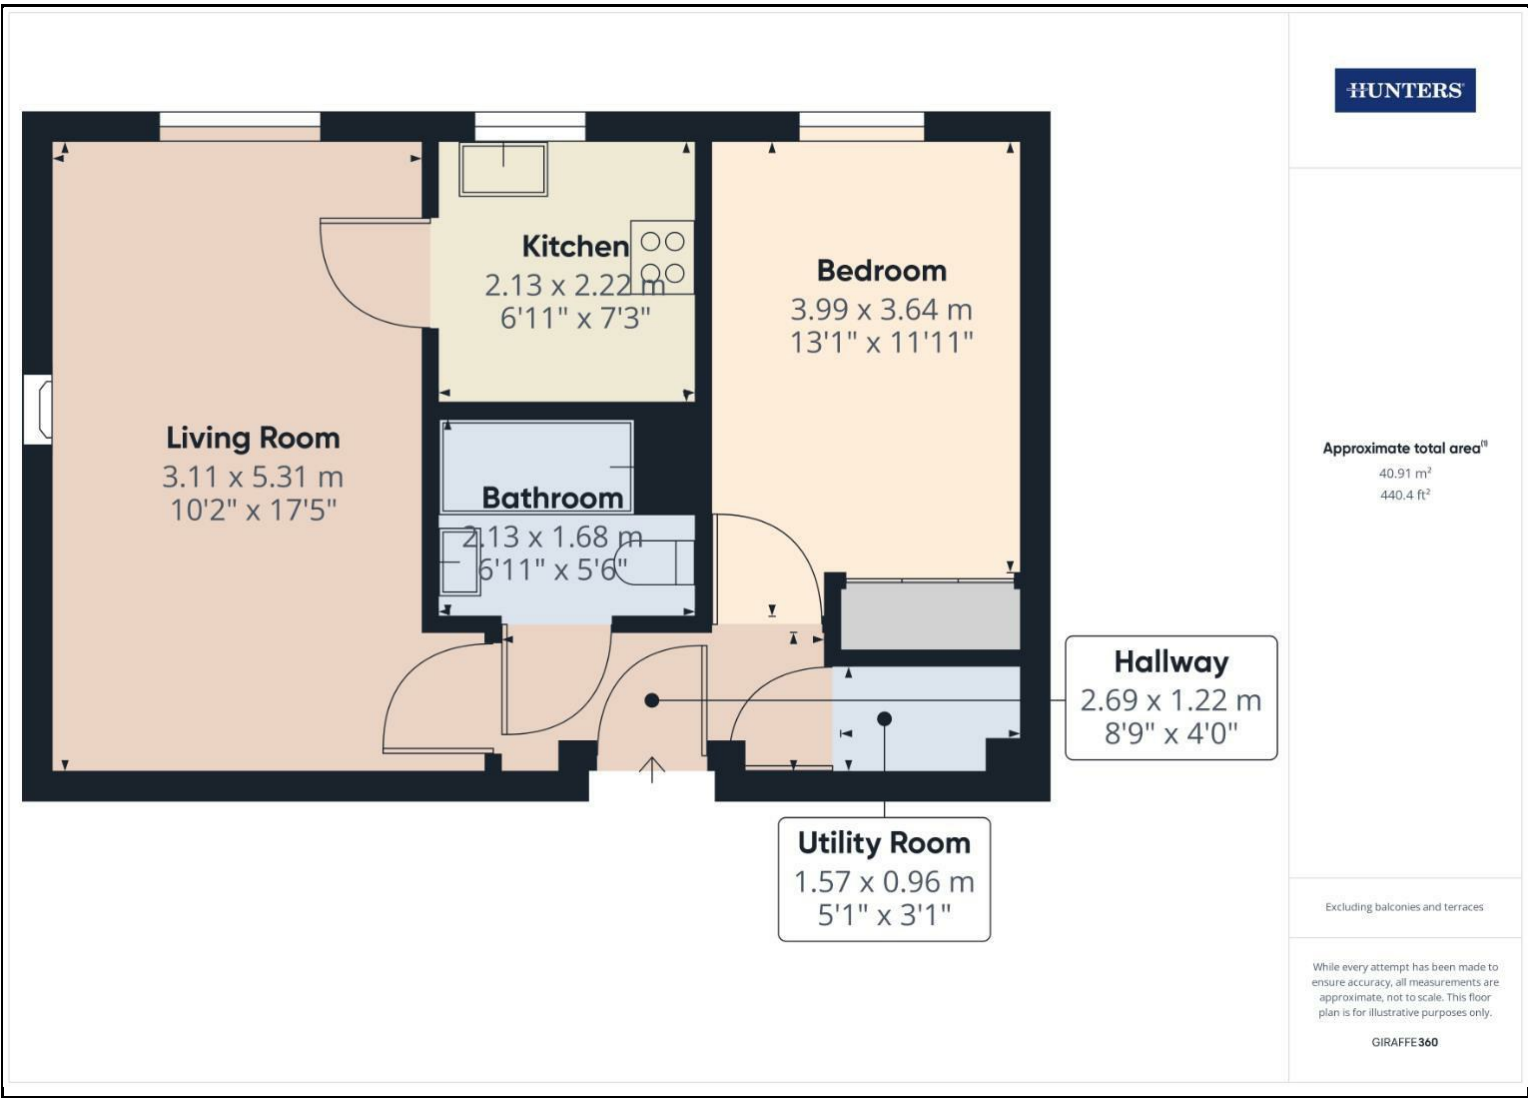 HUNTERS
Kitchen
2.13 x 2.22 m
6'11" x 7'3"
Bedroom
3.99 x 3.64 m
13'1" x 11'11"
Living Room
3.11 x 5.31 m
10'2" x 17'5"
Bathroom
2.13 x 1.68 m
6'11" x 5'6"
Hallway
2.69 x 1.22 m
8'9" x 4'0"
Utility Room
1.57 x 0.96 m
5'1" x 3'1"
Approximate total area(1)
40.91 m²
440.4 ft²
Excluding balconies and terraces
While every attempt has been made to
ensure accuracy, all measurements are
approximate, not to scale. This floor
plan is for illustrative purposes only.
GIRAFFE360